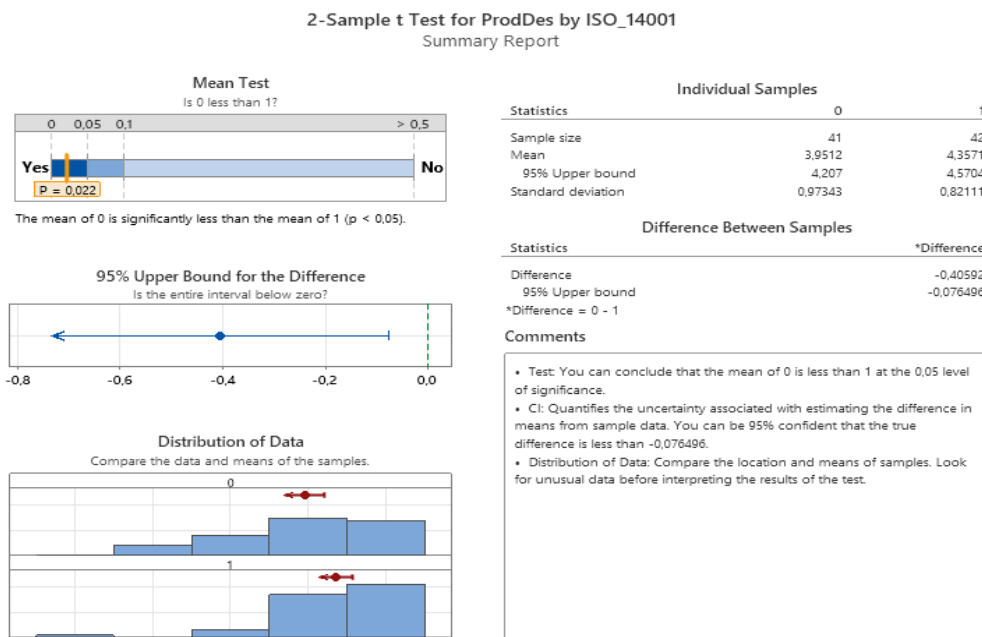 2-Sample t Test for ProdDes by ISO_14001
Summary Report
Mean Test
Is 0 less than 1?
0 0,05 0,1 > 0,5
Yes No
P = 0,022
The mean of 0 is significantly less than the mean of 1 (p < 0,05).
95% Upper Bound for the Difference
Is the entire interval below zero?
-0,8 -0,6 -0,4 -0,2 0,0
Distribution of Data
Compare the data and means of the samples.
0
1
Individual Samples
Statistics 0 1
Sample size 41 42
Mean 3,9512 4,3571
95% Upper bound 4,207 4,5704
Standard deviation 0,97343 0,82111
Difference Between Samples
Statistics *Difference
Difference -0,40592
95% Upper bound -0,076496
*Difference = 0 - 1
Comments
• Test: You can conclude that the mean of 0 is less than 1 at the 0,05 level
of significance.
• CI: Quantifies the uncertainty associated with estimating the difference in
means from sample data. You can be 95% confident that the true
difference is less than -0,076496.
• Distribution of Data: Compare the location and means of samples. Look
for unusual data before interpreting the results of the test.